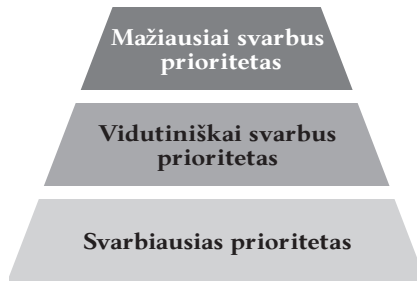 Mažiausiai svarbus
prioritetas
Vidutiniškai svarbus
prioritetas
Svarbiausias prioritetas